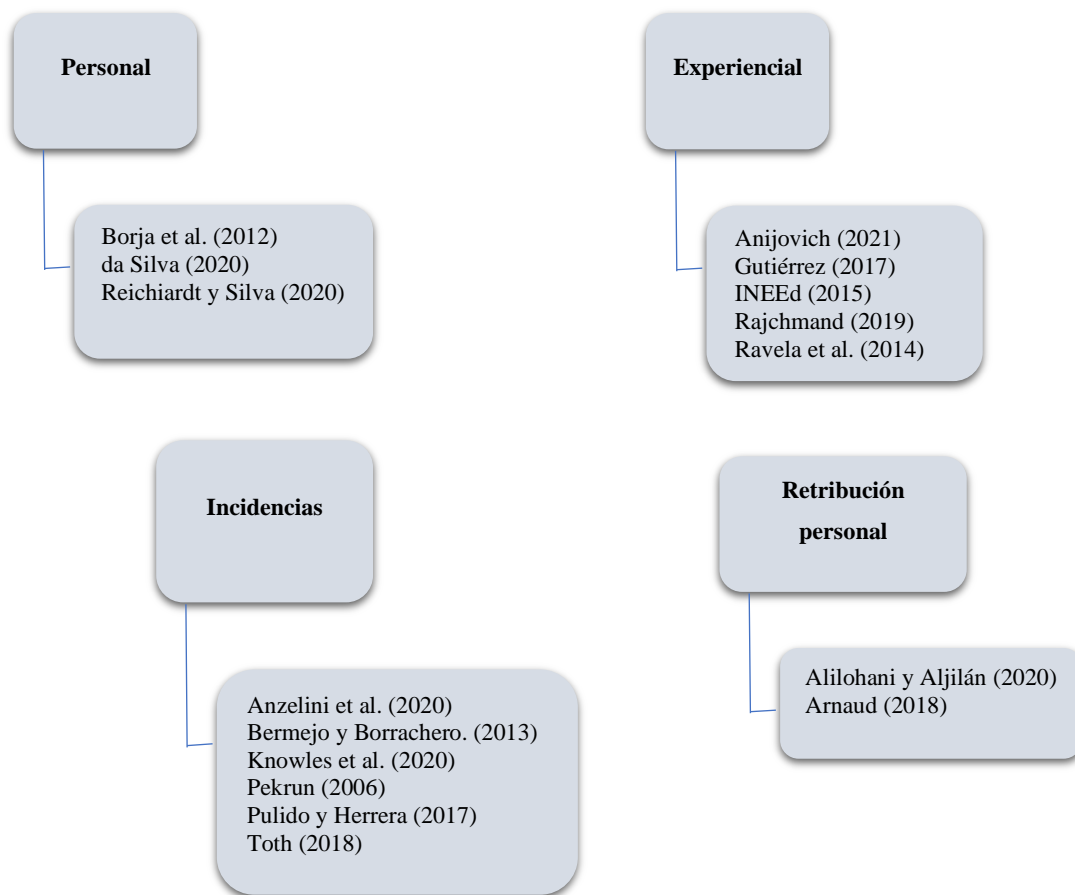 Personal
Borja et al. (2012)
da Silva (2020)
Reichiardt y Silva (2020)
Experiencial
Anijovich (2021)
Gutiérrez (2017)
INEEd (2015)
Rajchmand (2019)
Ravela et al. (2014)
Incidencias
Anzelini et al. (2020)
Bermejo y Borrachero. (2013)
Knowles et al. (2020)
Pekrun (2006)
Pulido y Herrera (2017)
Toth (2018)
Retribución
personal
Alilohani y Aljilán (2020)
Arnaud (2018)